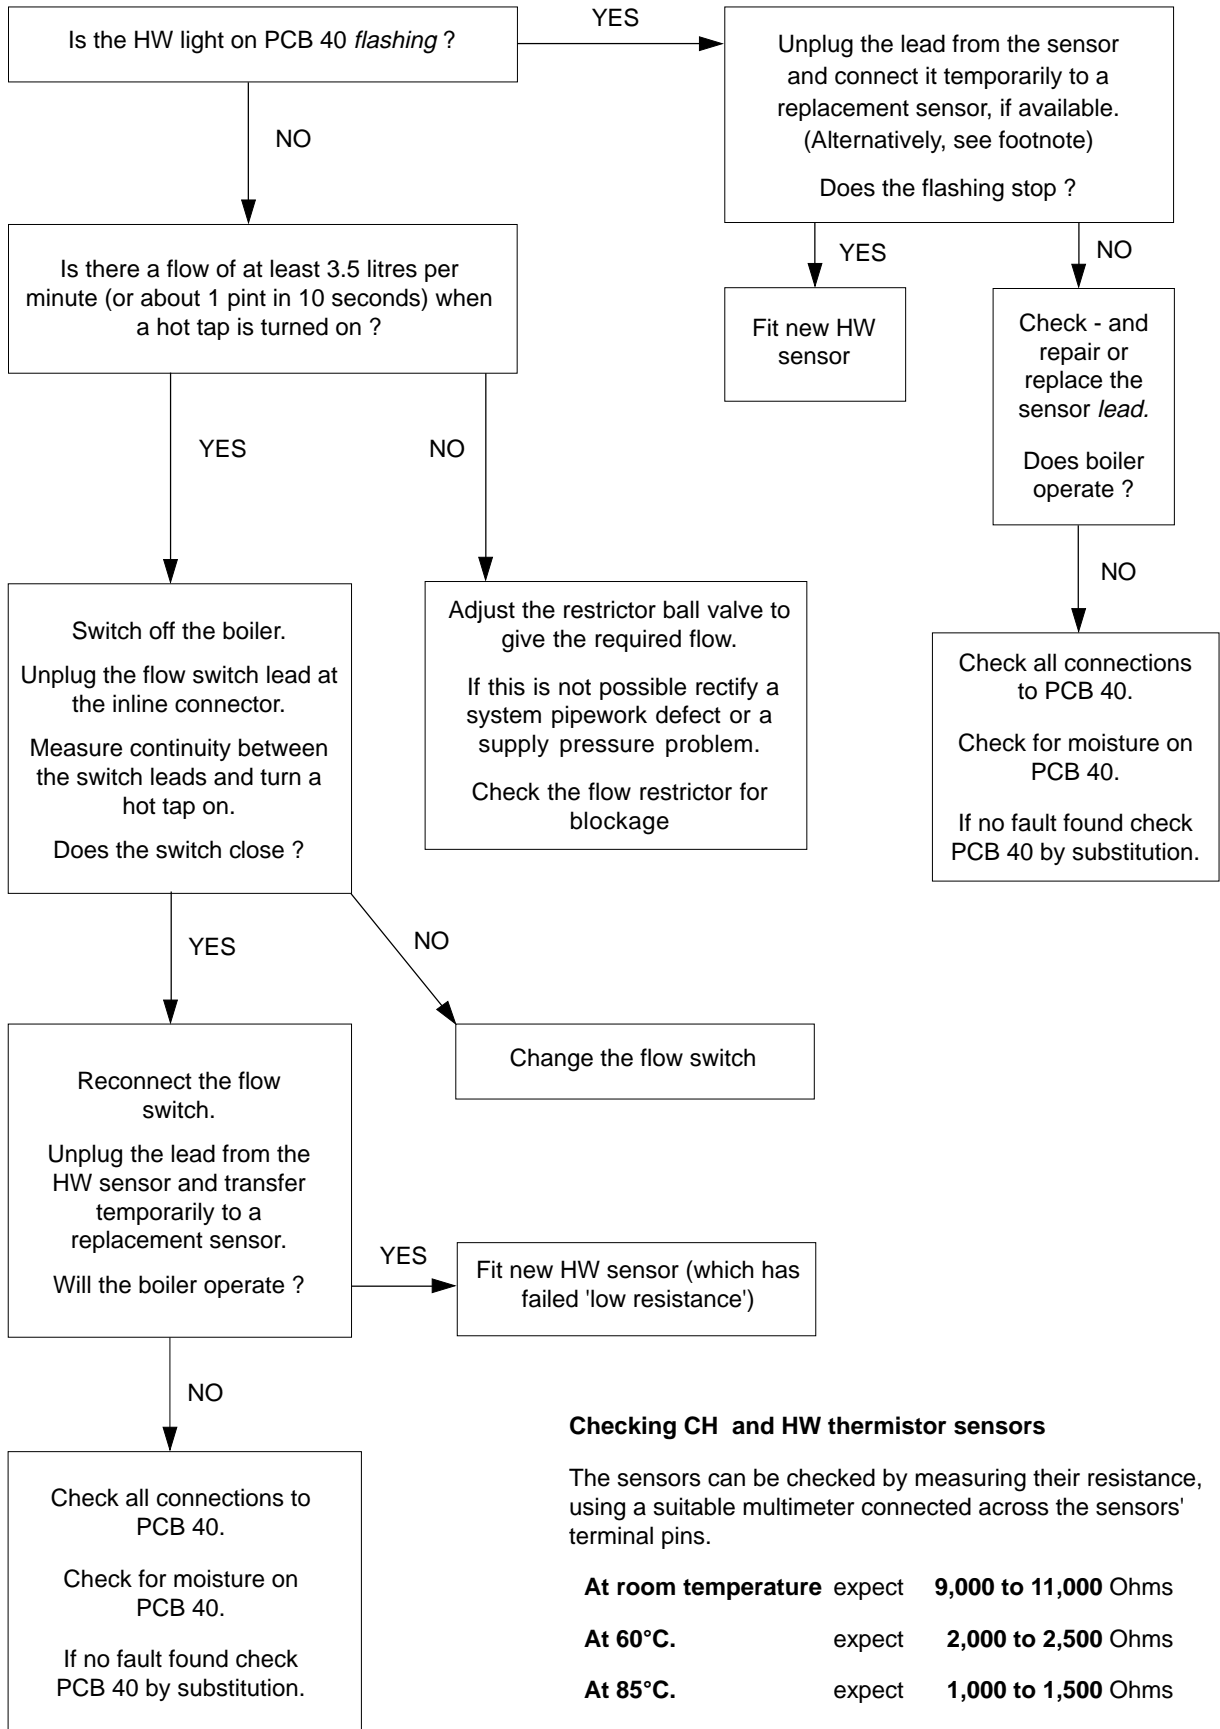 Is the HW light on PCB 40 flashing ?
YES
NO
Unplug the lead from the sensor
and connect it temporarily to a
replacement sensor, if available.
(Alternatively, see footnote)
Does the flashing stop ?
YES
NO
Is there a flow of at least 3.5 litres per
minute (or about 1 pint in 10 seconds) when
a hot tap is turned on ?
YES
NO
Fit new HW
sensor
Check - and
repair or
replace the
sensor lead.
Does boiler
operate ?
NO
Switch off the boiler.
Unplug the flow switch lead at
the inline connector.
Measure continuity between
the switch leads and turn a
hot tap on.
Does the switch close ?
YES
NO
Adjust the restrictor ball valve to
give the required flow.
If this is not possible rectify a
system pipework defect or a
supply pressure problem.
Check the flow restrictor for
blockage
Check all connections
to PCB 40.
Check for moisture on
PCB 40.
If no fault found check
PCB 40 by substitution.
Reconnect the flow
switch.
Unplug the lead from the
HW sensor and transfer
temporarily to a
replacement sensor.
Will the boiler operate ?
YES
NO
Change the flow switch
Fit new HW sensor (which has
failed 'low resistance')
Check all connections to
PCB 40.
Check for moisture on
PCB 40.
If no fault found check
PCB 40 by substitution.
Checking CH and HW thermistor sensors
The sensors can be checked by measuring their resistance,
using a suitable multimeter connected across the sensors'
terminal pins.
At room temperature expect 9,000 to 11,000 Ohms
At 60°C. expect 2,000 to 2,500 Ohms
At 85°C. expect 1,000 to 1,500 Ohms